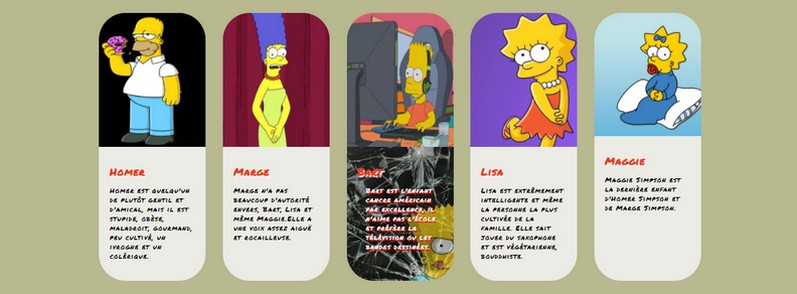 Homer
Homer est quelqu'un
de plutôt gentil et
d'amical, mais il est
stupide, obèse,
maladroit, gourmand,
peu cultivé, un
ivrogne et un
colérique.
Marge
Marge n'a pas
beaucoup d'autorité
envers, Bart, Lisa et
même Maggie.Elle a
une voix assez aiguë
et rocailleuse.
Bart
Bart est l'enfant
cancre américain
par excellence, il
n'aime pas l'école
et préfère la
télévision ou les
bandes dessinées.
Lisa
Lisa est extrêmement
intelligente et même
la personne la plus
cultivée de la
famille. Elle sait
jouer du saxophone
et est végétarienne,
bouddhiste.
Maggie
Maggie Simpson est
la dernière enfant
d'Homer Simpson et
de Marge Simpson.